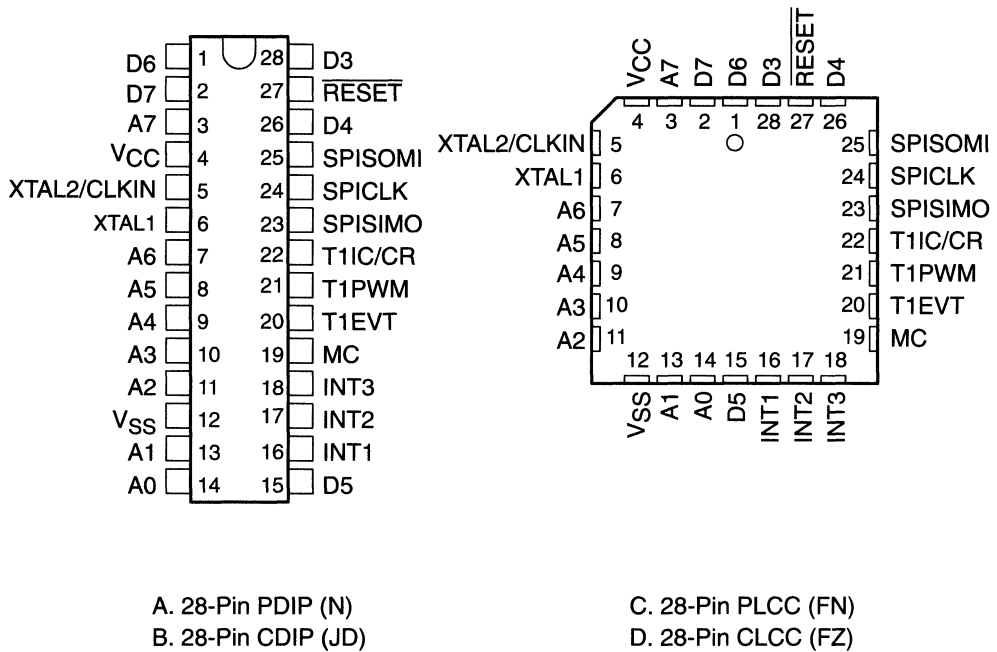 D6 1 28 D3
D7 2 27 RESET
A7 3 26 D4
VCC 4 25 SPISOMI
XTAL2/CLKIN 5 24 SPICLK
XTAL1 6 23 SPISIMO
A6 7 22 T1IC/CR
A5 8 21 T1PWM
A4 9 20 T1EVT
A3 10 19 MC
A2 11 18 INT3
VSS 12 17 INT2
A1 13 16 INT1
A0 14 15 D5
A. 28-Pin PDIP (N)
B. 28-Pin CDIP (JD)
VCC A7 D7 D6 D3 RESET D4
4 3 2 1 28 27 26
XTAL2/CLKIN 5 25 SPISOMI
XTAL1 6 24 SPICLK
A6 7 23 SPISIMO
A5 8 22 T1IC/CR
A4 9 21 T1PWM
A3 10 20 T1EVT
A2 11 19 MC
12 13 14 15 16 17 18
VSS A1 A0 D5 INT1 INT2 INT3
C. 28-Pin PLCC (FN)
D. 28-Pin CLCC (FZ)